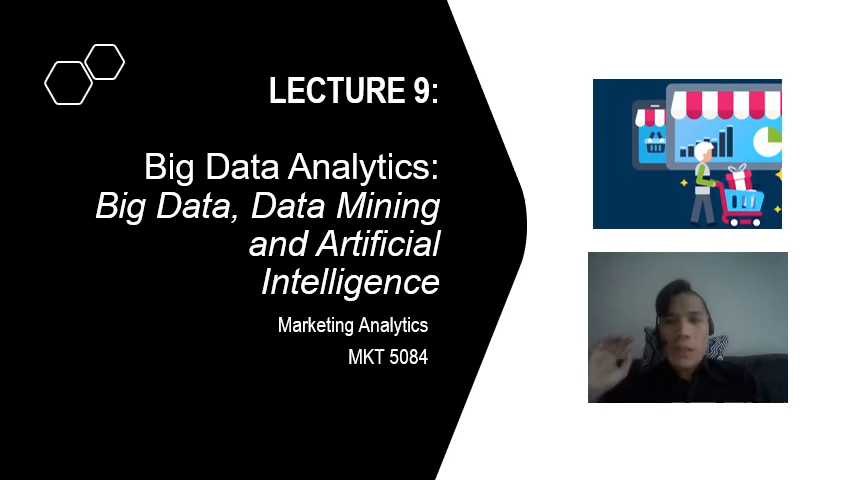 LECTURE 9:
Big Data Analytics:
Big Data, Data Mining
and Artificial
Intelligence
Marketing Analytics
MKT 5084